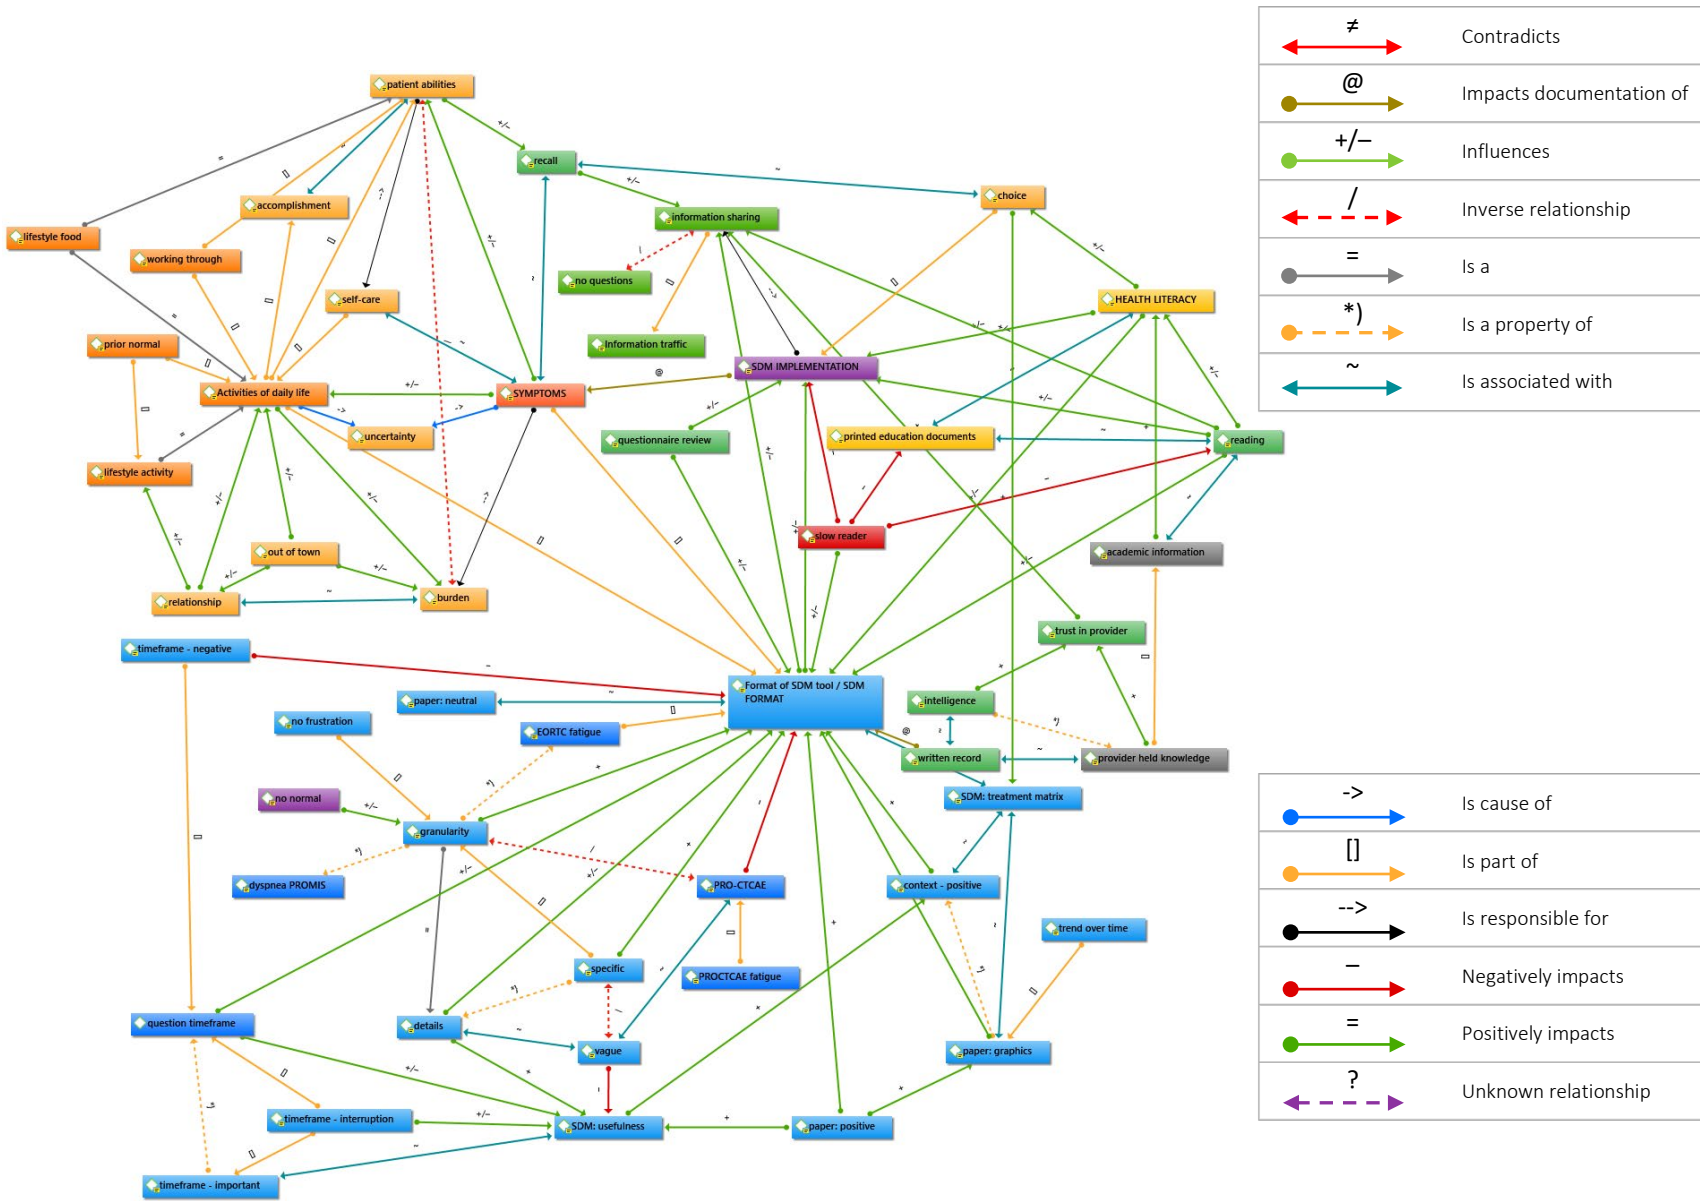 ≠
Contradicts
@
Impacts documentation of
+/−
Influences
/
Inverse relationship
=
Is a
*)
Is a property of
~
Is associated with
patient abilities
recall
choice
accomplishment
information sharing
lifestyle food
working through
no questions
self-care
HEALTH LITERACY
prior normal
Information traffic
SDM IMPLEMENTATION
Activities of daily life
SYMPTOMS
uncertainty
questionnaire review
printed education documents
reading
lifestyle activity
slow reader
out of town
academic information
relationship
burden
trust in provider
timeframe - negative
Format of SDM tool / SDM
FORMAT
paper: neutral
intelligence
no frustration
EORTC fatigue
written record
provider held knowledge
no normal
SDM: treatment matrix
granularity
dyspnea PROMIS
PRO-CTCAE
context - positive
trend over time
specific
PROCTCAE fatigue
question timeframe
details
vague
paper: graphics
timeframe - interruption
SDM: usefulness
paper: positive
timeframe - important
->
Is cause of
[]
Is part of
-->
Is responsible for
−
Negatively impacts
=
Positively impacts
?
Unknown relationship